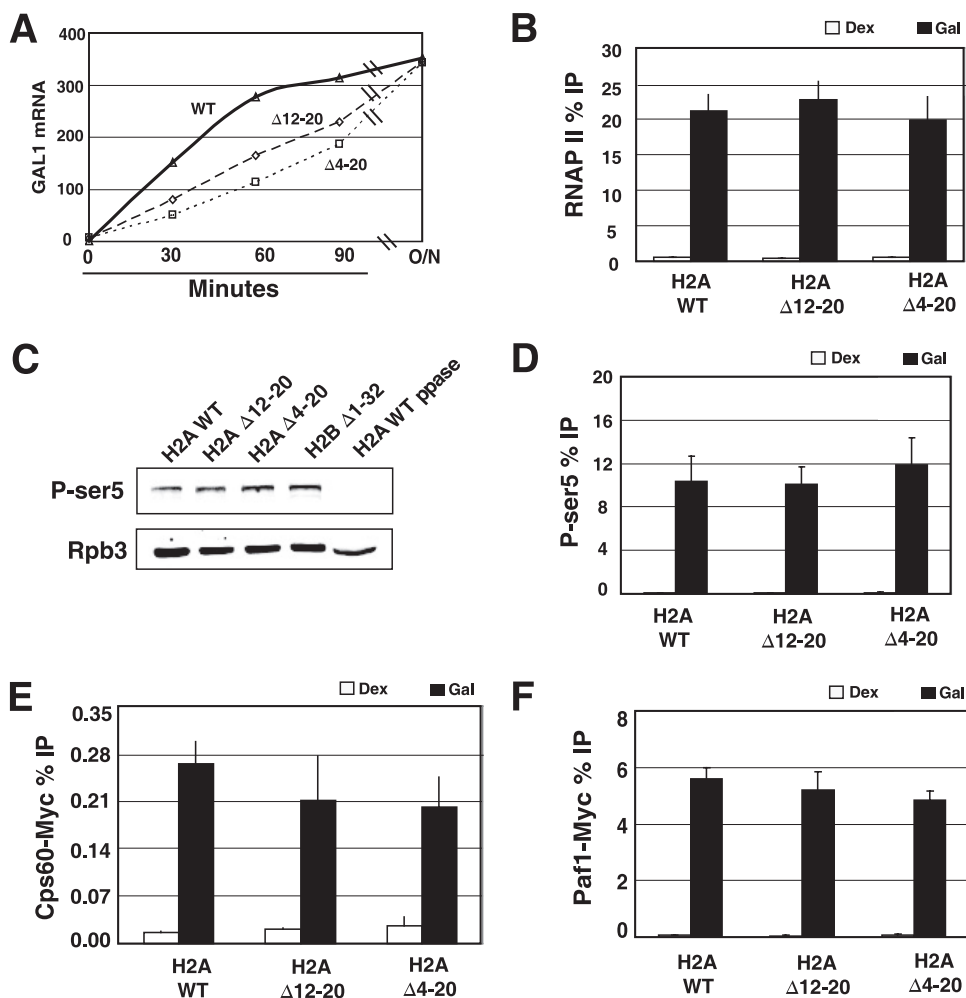 A
GAL1 mRNA
400
300
200
100
0
WT
Δ12-20
Δ4-20
0 30 60 90 O/N
Minutes
B
Dex Gal
RNAP II % IP
30
25
20
15
10
5
0
H2A WT
H2A Δ12-20
H2A Δ4-20
C
H2A WT
H2A Δ12-20
H2A Δ4-20
H2B Δ1-32
H2A WT ppase
P-ser5
Rpb3
D
Dex Gal
P-ser5 % IP
20
16
12
8
4
0
H2A WT
H2A Δ12-20
H2A Δ4-20
E
Dex Gal
Cps60-Myc % IP
0.35
0.28
0.21
0.14
0.07
0.00
H2A WT
H2A Δ12-20
H2A Δ4-20
F
Dex Gal
Paf1-Myc % IP
8
6
4
2
0
H2A WT
H2A Δ12-20
H2A Δ4-20